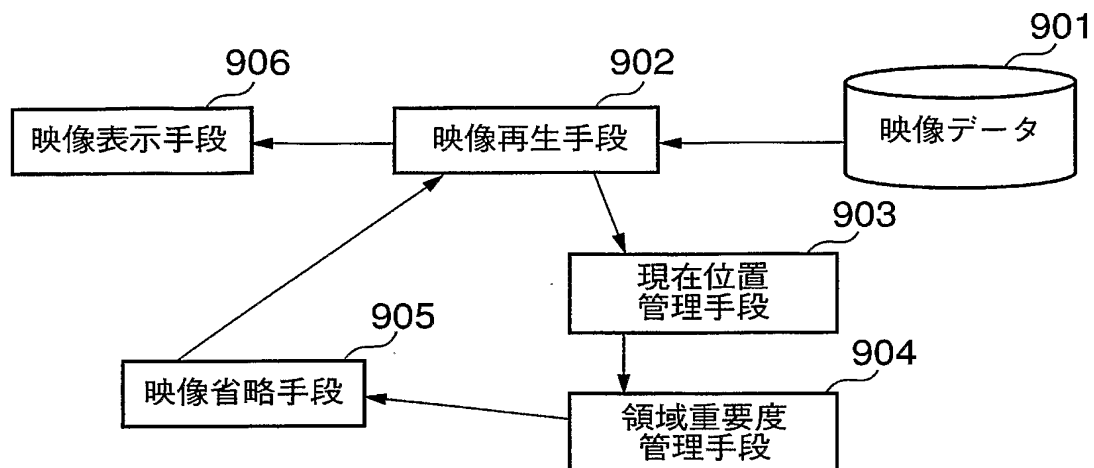 901
906
902
映像表示手段
映像再生手段
映像データ
903
現在位置
管理手段
905
904
映像省略手段
領域重要度
管理手段